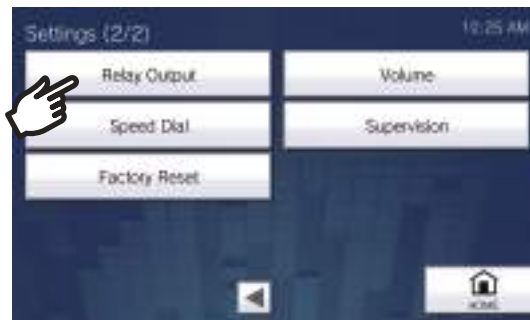 Settings (2/2) 10:25 AM
Relay Output Volume
Speed Dial Supervision
Factory Reset
HOME